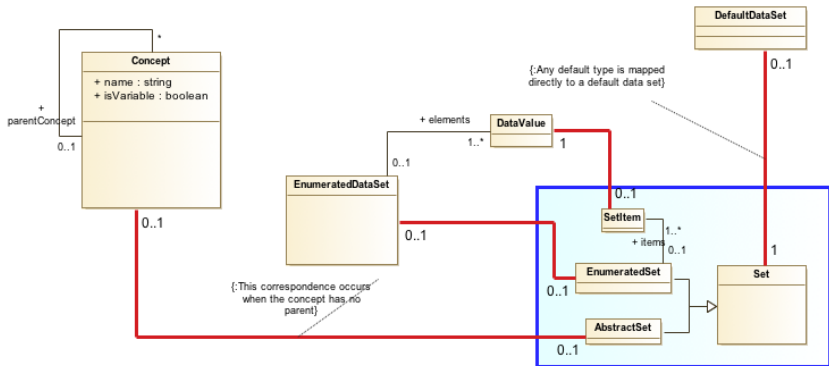 DefaultDataSet
0..1
*
Concept
+ name : string
+ isVariable : boolean
+
parentConcept
0..1
0..1
{:Any default type is mapped
directly to a default data set}
+ elements
DataValue
1..*
1
0..1
EnumeratedDataSet
0..1
0..1
SetItem
1..*
+ items
0..1
EnumeratedSet
0..1
1
Set
{:This correspondence occurs
when the concept has no
parent}
AbstractSet
0..1